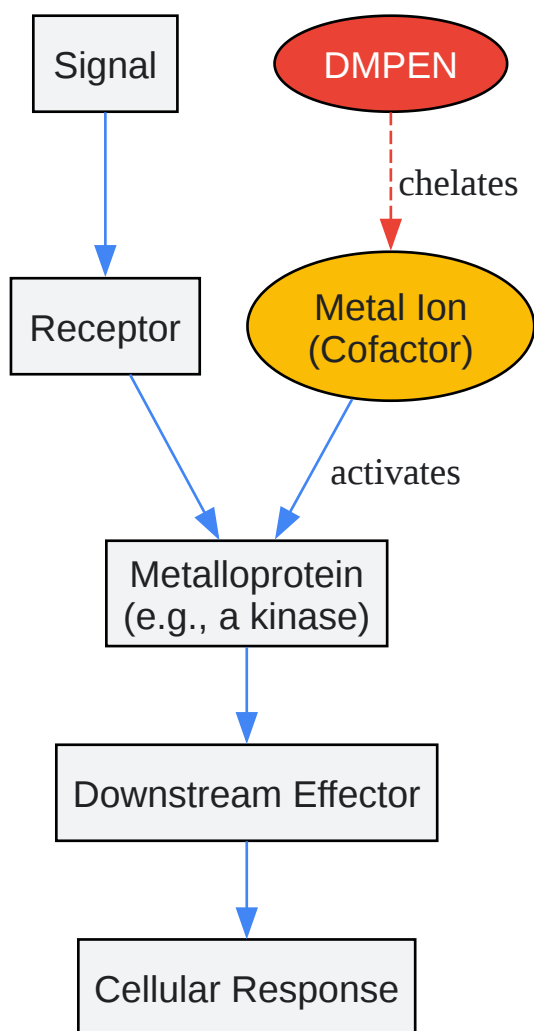 Signal
DMPEN
chelates
Receptor
Metal Ion
(Cofactor)
activates
Metalloprotein
(e.g., a kinase)
Downstream Effector
Cellular Response